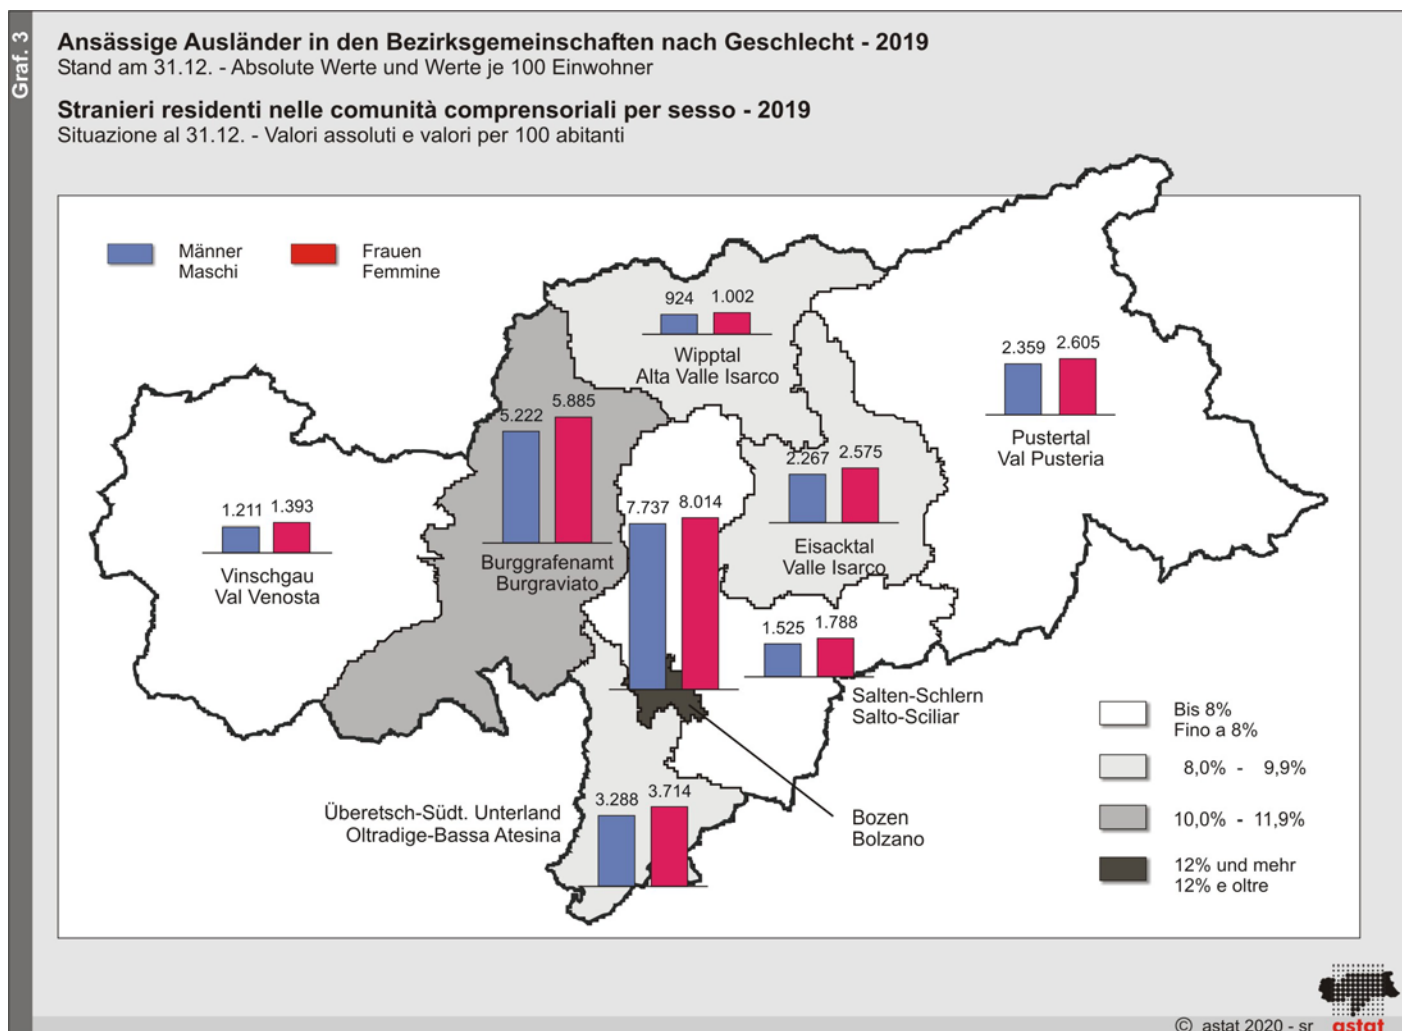 Graf. 3
Ansässige Ausländer in den Bezirksgemeinschaften nach Geschlecht - 2019
Stand am 31.12. - Absolute Werte und Werte je 100 Einwohner
Stranieri residenti nelle comunità comprensoriali per sesso - 2019
Situazione al 31.12. - Valori assoluti e valori per 100 abitanti
Männer
Maschi
Frauen
Femmine
924 1.002
Wipptal
Alta Valle Isarco
2.359 2.605
Pustertal
Val Pusteria
5.222 5.885
Burggrafenamt
Burgraviato
2.267 2.575
Eisacktal
Valle Isarco
1.211 1.393
Vinschgau
Val Venosta
7.737 8.014
1.525 1.788
Salten-Schlern
Salto-Sciliar
3.288 3.714
Überetsch-Südt. Unterland
Oltradige-Bassa Atesina
Bozen
Bolzano
Bis 8%
Fino a 8%
8,0% - 9,9%
10,0% - 11,9%
12% und mehr
12% e oltre
© astat 2020 - sr
astat